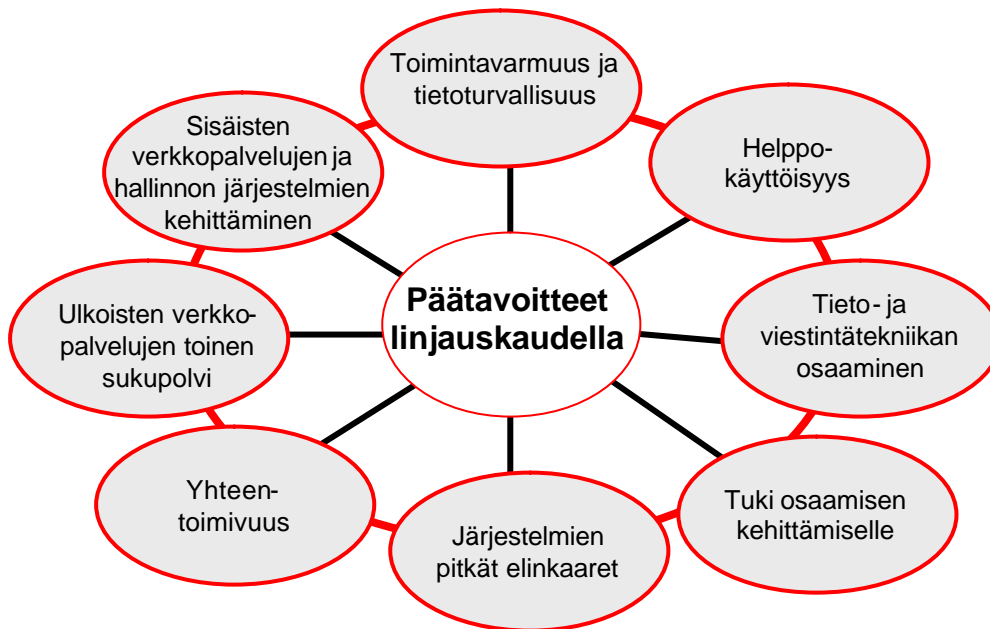 Toimintavarmuus ja
tietoturvallisuus
Helppo-
käyttöisyys
Tieto- ja
viestintätekniikan
osaaminen
Tuki osaamisen
kehittämiselle
Järjestelmien
pitkät elinkaaret
Yhteen-
toimivuus
Ulkoisten verkko-
palvelujen toinen
sukupolvi
Sisäisten
verkkopalvelujen ja
hallinnon järjestelmien
kehittäminen
Päätavoitteet
linjauskaudella